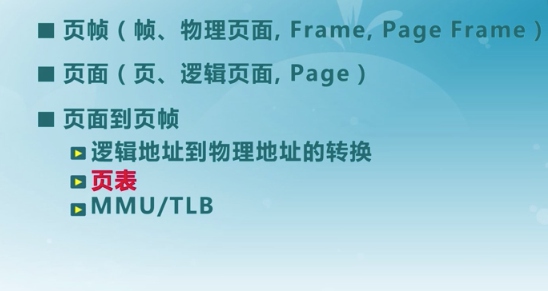 页帧（帧、物理页面, Frame, Page Frame）
页面（页、逻辑页面, Page）
页面到页帧
逻辑地址到物理地址的转换
页表
MMU/TLB